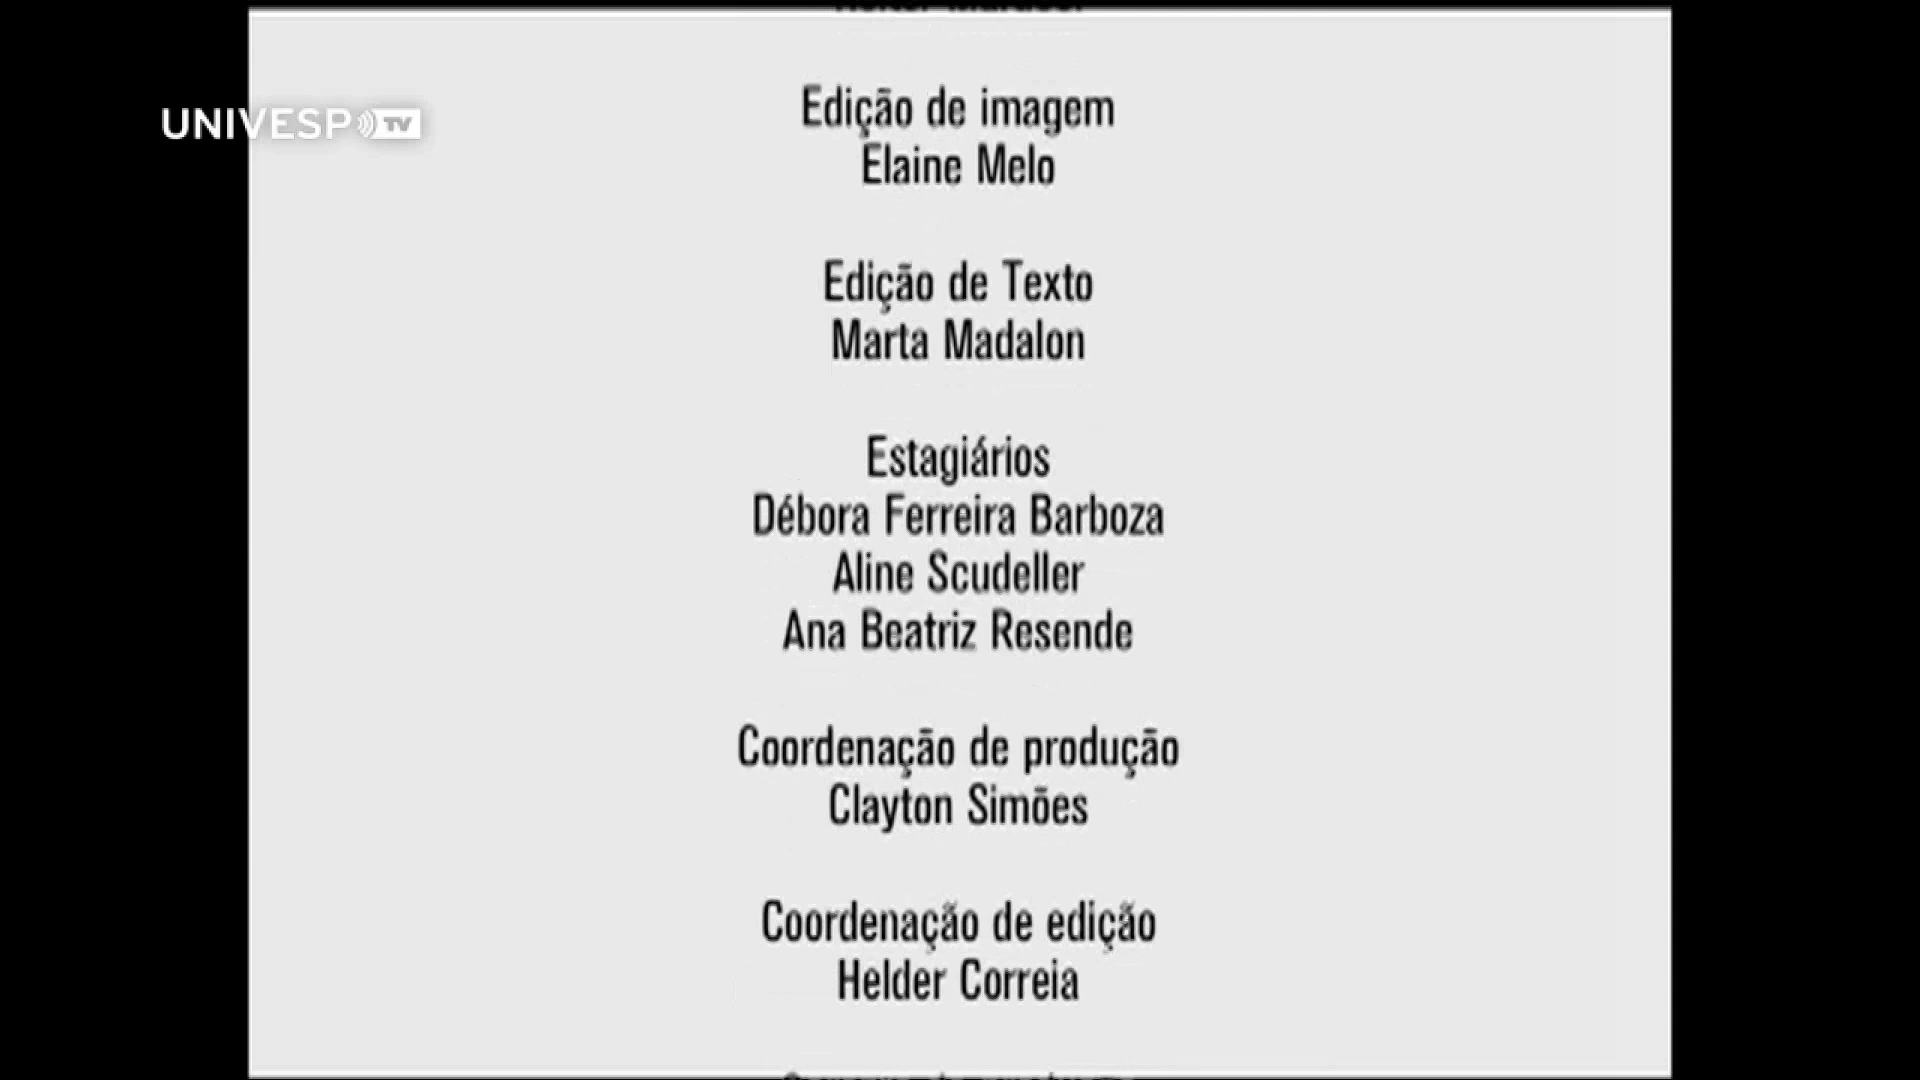 UNIVESP TV
Edição de imagem
Elaine Melo
Edição de Texto
Marta Madalon
Estagiários
Débora Ferreira Barboza
Aline Scudeller
Ana Beatriz Resende
Coordenação de produção
Clayton Simões
Coordenação de edição
Helder Correia